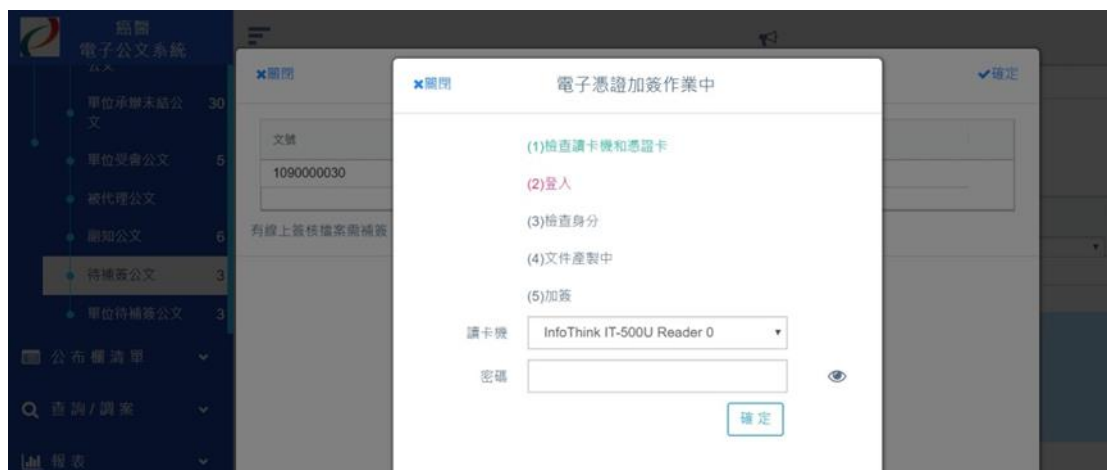 癌醫
電子公文系統
公文
單位承辦未結公文 30
單位受會公文 5
被代理公文
副知公文 6
待補簽公文 3
單位待補簽公文 3
公布欄清單
查詢/調案
報表
關閉
確定
文號
1090000030
有線上簽核檔案需補簽
關閉
電子憑證加簽作業中
(1)檢查讀卡機和憑證卡
(2)登入
(3)檢查身分
(4)文件產製中
(5)加簽
讀卡機 InfoThink IT-500U Reader 0
密碼
確定